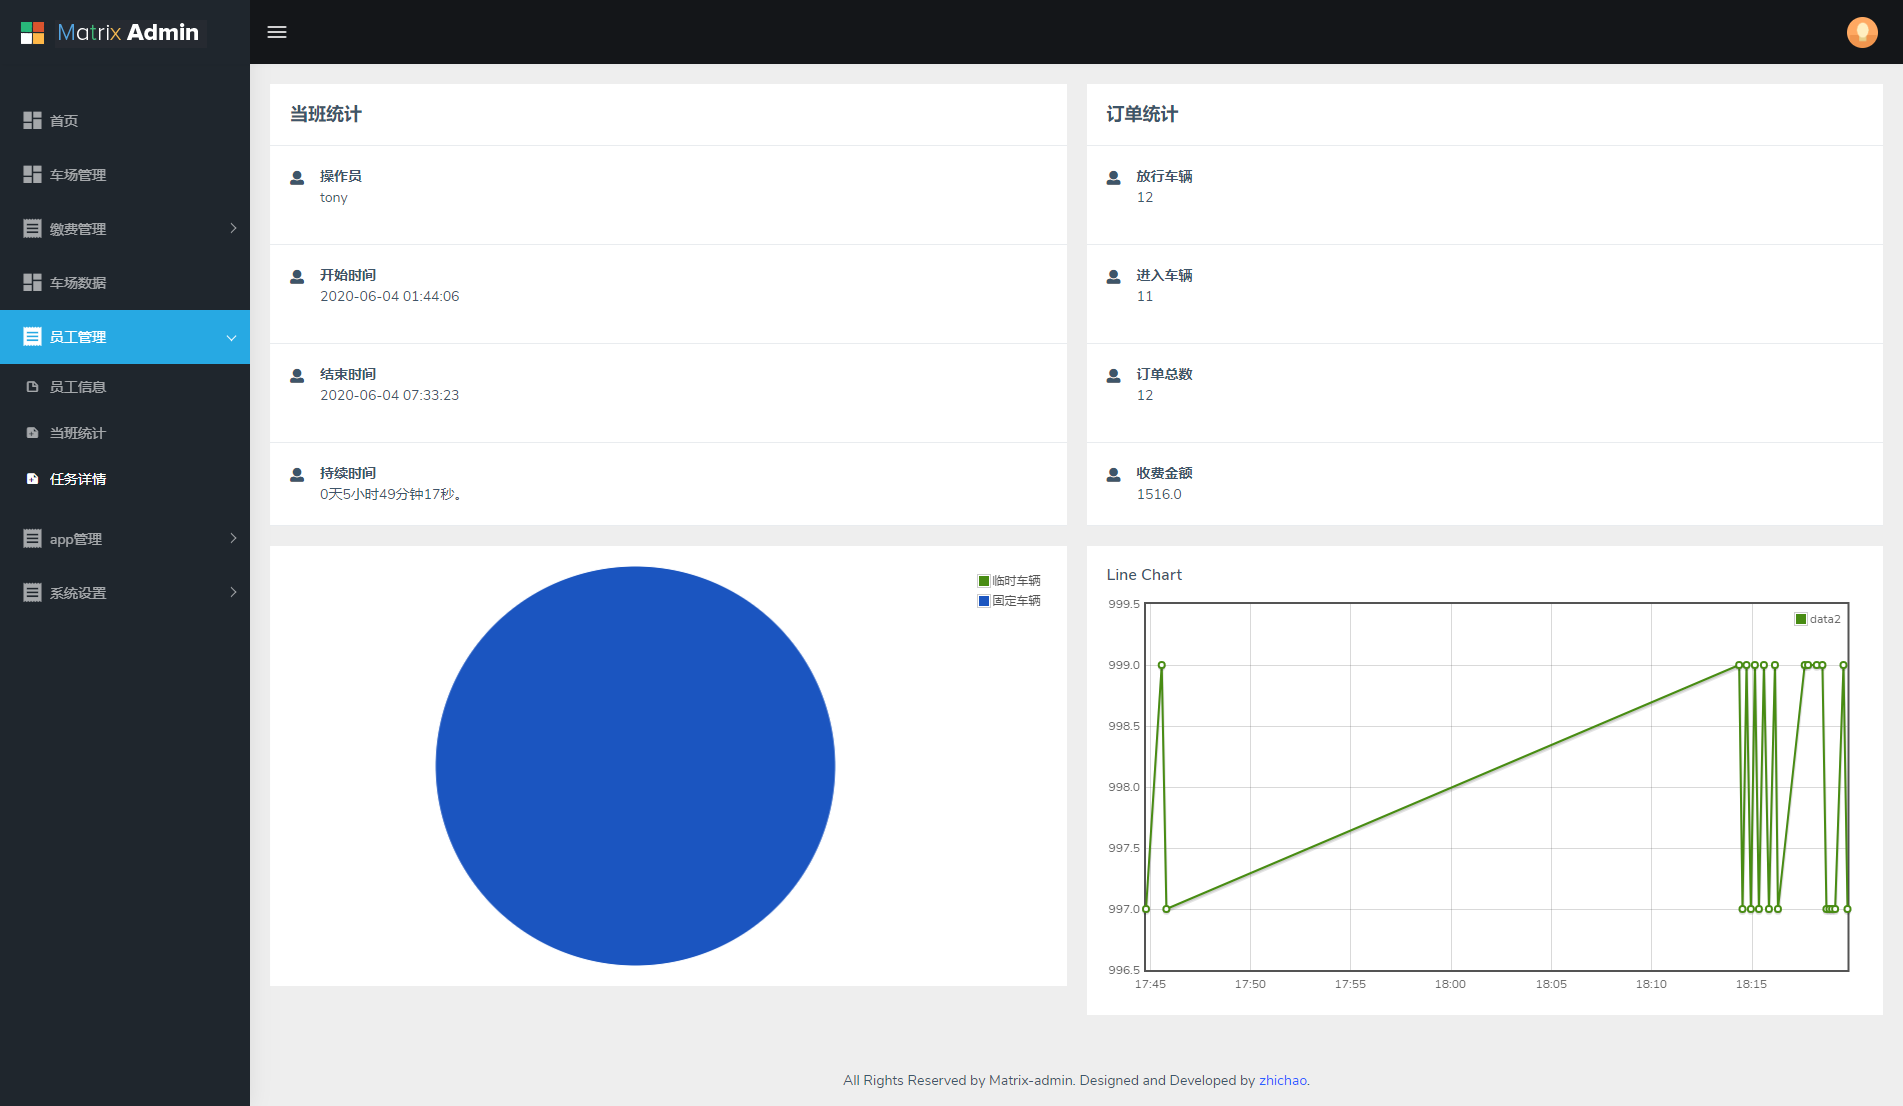 Matrix Admin
首页
车场管理
缴费管理
车场数据
员工管理
员工信息
当班统计
任务详情
app管理
系统设置
当班统计
操作员
tony
开始时间
2020-06-04 01:44:06
结束时间
2020-06-04 07:33:23
持续时间
0天5小时49分钟17秒。
订单统计
放行车辆
12
进入车辆
11
订单总数
12
收费金额
1516.0
临时车辆
固定车辆
Line Chart
999.5
data2
999.0
998.5
998.0
997.5
997.0
996.5
17:45 17:50 17:55 18:00 18:05 18:10 18:15
All Rights Reserved by Matrix-admin. Designed and Developed by zhichao.